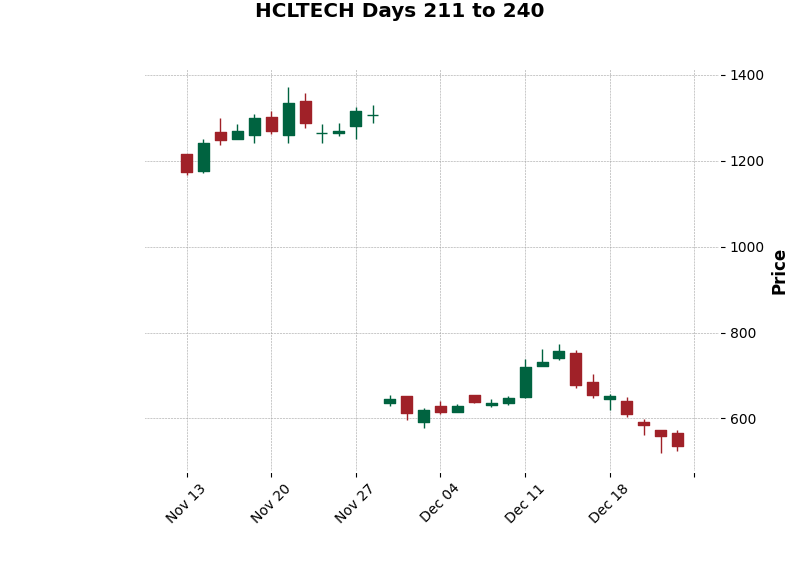 HCLTECH Days 211 to 240
1400
1200
1000
800
600
Price
Nov 13
Nov 20
Nov 27
Dec 04
Dec 11
Dec 18